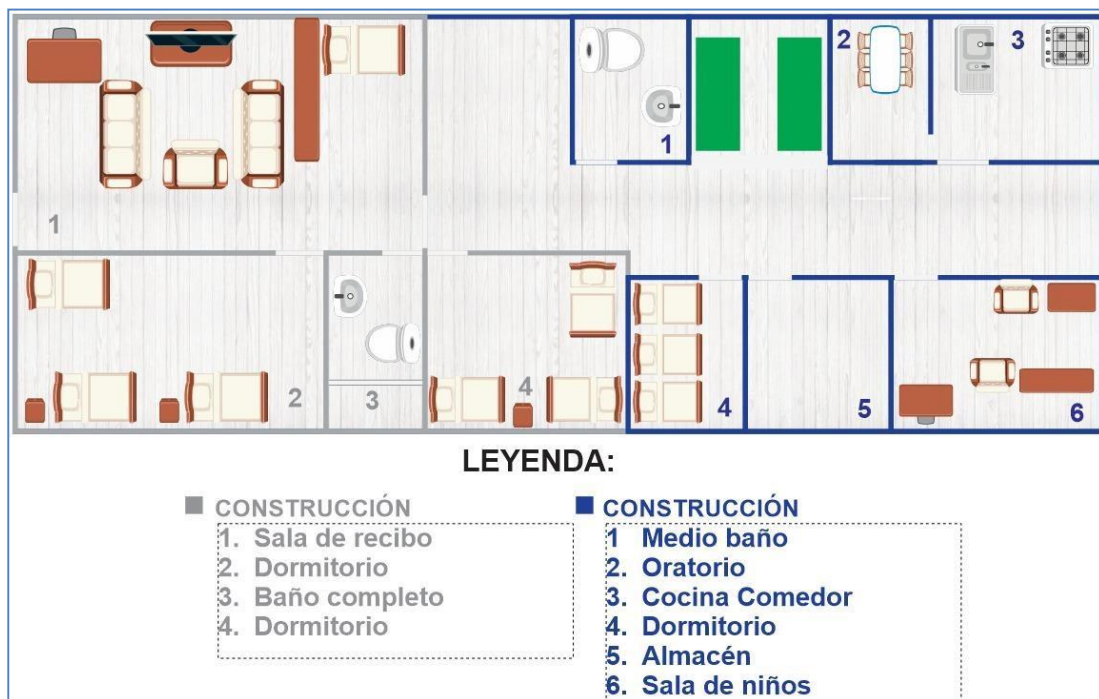 1
2
3
1
2
3
4
4
5
6
LEYENDA:
CONSTRUCCIÓN
1. Sala de recibo
2. Dormitorio
3. Baño completo
4. Dormitorio
CONSTRUCCIÓN
1 Medio baño
2. Oratorio
3. Cocina Comedor
4. Dormitorio
5. Almacén
6. Sala de niños